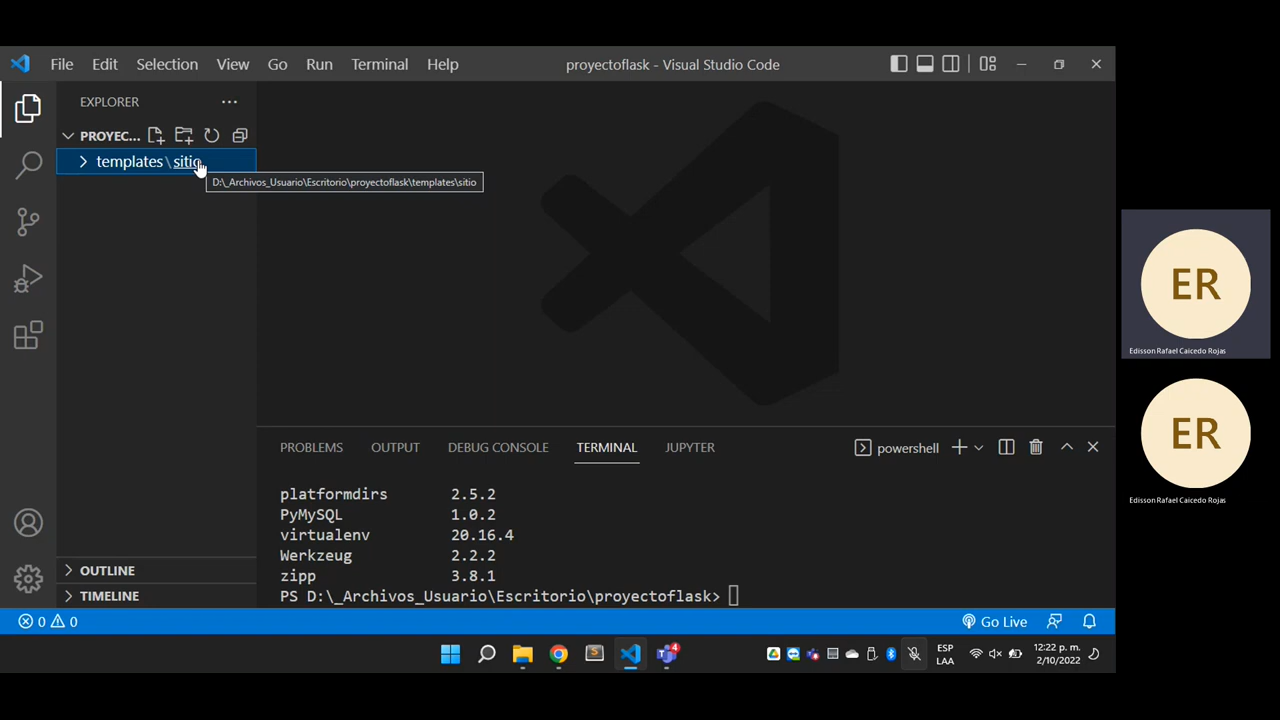 File Edit Selection View Go Run Terminal Help
proyectoflask - Visual Studio Code
EXPLORER
PROYEC...
templates\sitio
D:\_Archivos_Usuario\Escritorio\proyectoflask\templates\sitio
OUTLINE
TIMELINE
PROBLEMS OUTPUT DEBUG CONSOLE TERMINAL JUPYTER
powershell
platformdirs 2.5.2
PyMySQL 1.0.2
virtualenv 20.16.4
Werkzeug 2.2.2
zipp 3.8.1
PS D:\_Archivos_Usuario\Escritorio\proyectoflask>
0 0
Go Live
4
ESP
LAA
12:22 p. m.
2/10/2022
ER
Edisson Rafael Caicedo Rojas
ER
Edisson Rafael Caicedo Rojas